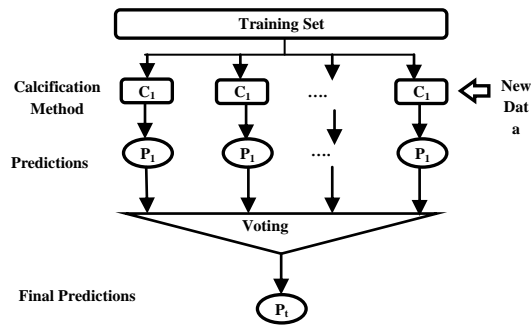 Training Set
Calcification
Method
C1
C1
....
C1
New
Dat
a
Predictions
P1
P1
....
P1
Voting
Final Predictions
Pt